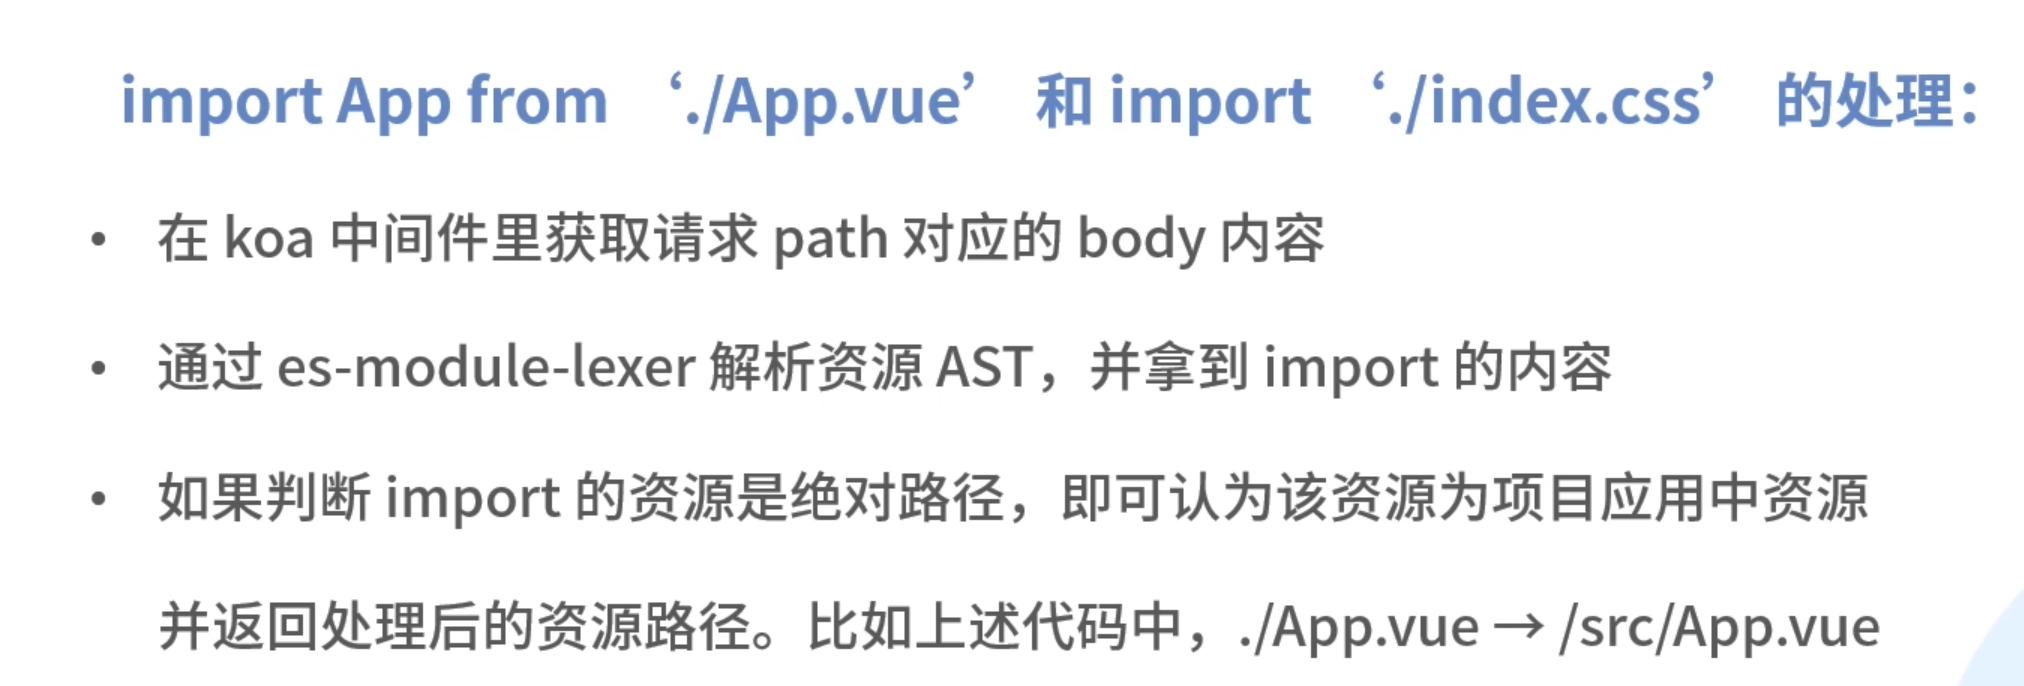 import App from ‘./App.vue’ 和 import ‘./index.css’ 的处理：
• 在 koa 中间件里获取请求 path 对应的 body 内容
• 通过 es-module-lexer 解析资源 AST，并拿到 import 的内容
• 如果判断 import 的资源是绝对路径，即可认为该资源为项目应用中资源
并返回处理后的资源路径。比如上述代码中，./App.vue → /src/App.vue